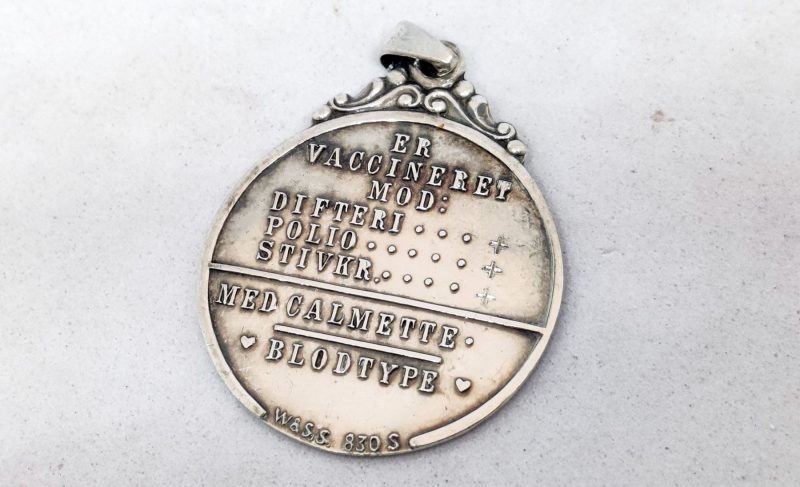 ER
VACCINERET
MOD:
DIFTERI . . . . +
POLIO . . . . . . +
STIVKR. . . . . +
MED CALMETTE.
♥ BLODTYPE ♥
W&S,S. 830 S